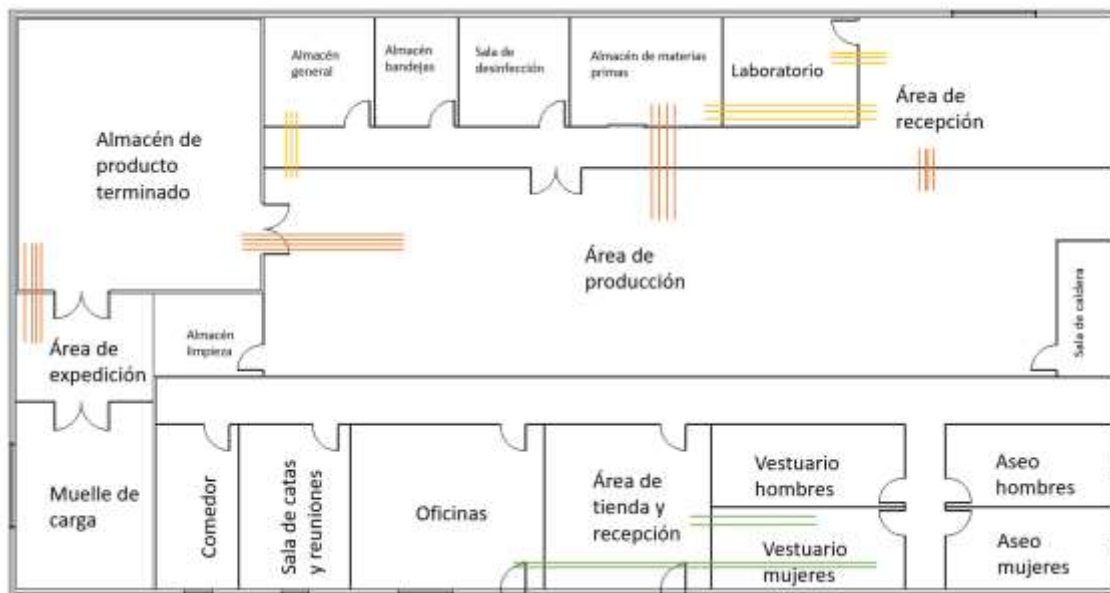 Almacén
general
Almacén
bandejas
Sala de
desinfección
Almacén de materias
primas
Laboratorio
Área de
recepción
Almacén de
producto
terminado
Área de
producción
Sala de caldera
Almacén
limpieza
Área de
expedición
Muelle de
carga
Comedor
Sala de catas
y reuniones
Oficinas
Área de
tienda y
recepción
Vestuario
hombres
Vestuario
mujeres
Aseo
hombres
Aseo
mujeres